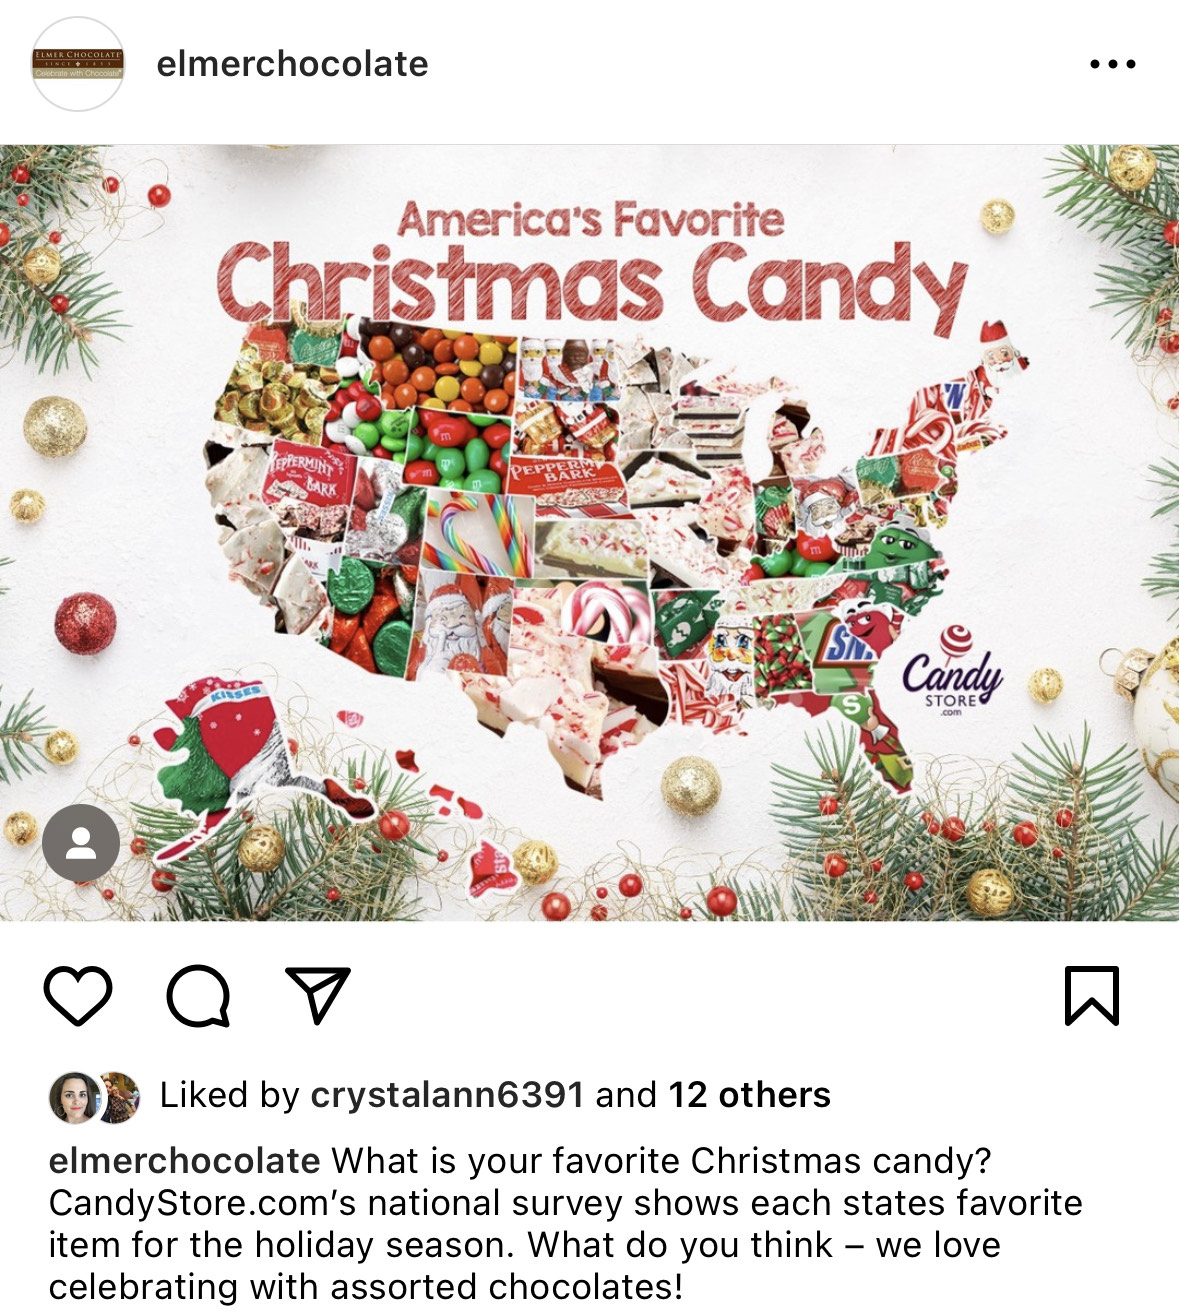 ELMER CHOCOLATE
SINCE 1855
Celebrate with Chocolate
elmerchocolate
America's Favorite
Christmas Candy
PEPPERMINT
BARK
PEPPERM
BARK
KISSES
SN
S
m
m
m
Candy
STORE
.com
Liked by crystalann6391 and 12 others
elmerchocolate What is your favorite Christmas candy?
CandyStore.com’s national survey shows each states favorite
item for the holiday season. What do you think – we love
celebrating with assorted chocolates!